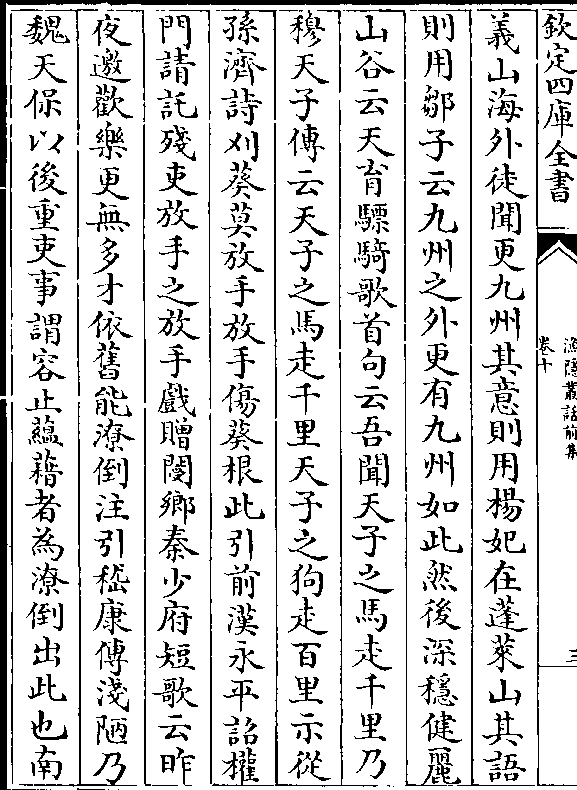 欽定四庫全書
漁隱叢話前集
卷十
三
義山海外徒聞更九州其意則用楊妃在蓬萊山其語
則用鄒子云九州之外更有九州如此然後深穩健麗
山谷云天育驃騎歌首句云吾聞天子之馬走千里乃
穆天子傳云天子之馬走千里天子之狗走百里示從
孫濟詩刈葵莫放手放手傷葵根此引前漢永平詔權
門請託殘吏放手之放手戲贈閿鄉秦少府短歌云昨
夜邀歡樂更無多才依舊能潦倒注引嵇康傳淺陋乃
魏天保以後重吏事謂容止蘊藉者為潦倒出此也南